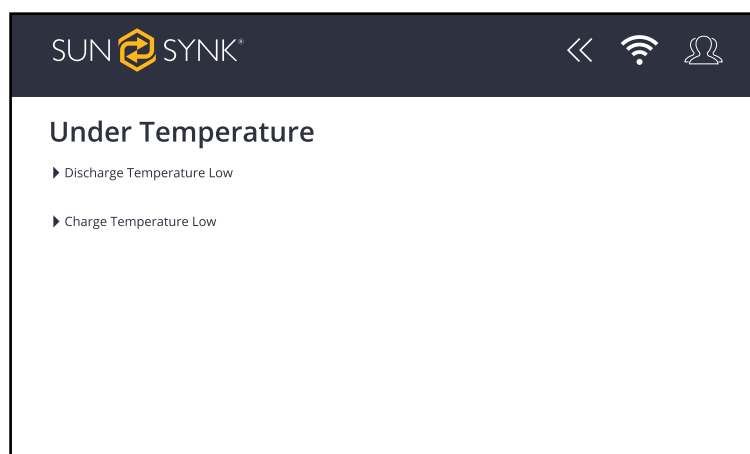 SUN SYNK®
Under Temperature
Discharge Temperature Low
Charge Temperature Low